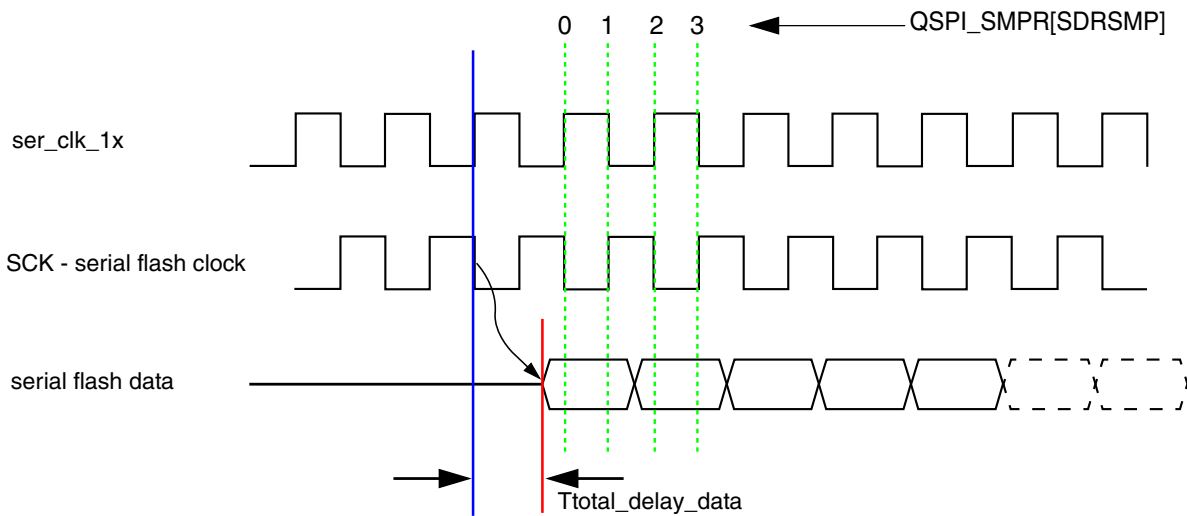 0 1 2 3 QSPI_SMPR[SDRSMP]
ser_clk_1x
SCK - serial flash clock
serial flash data
Ttotal_delay_data